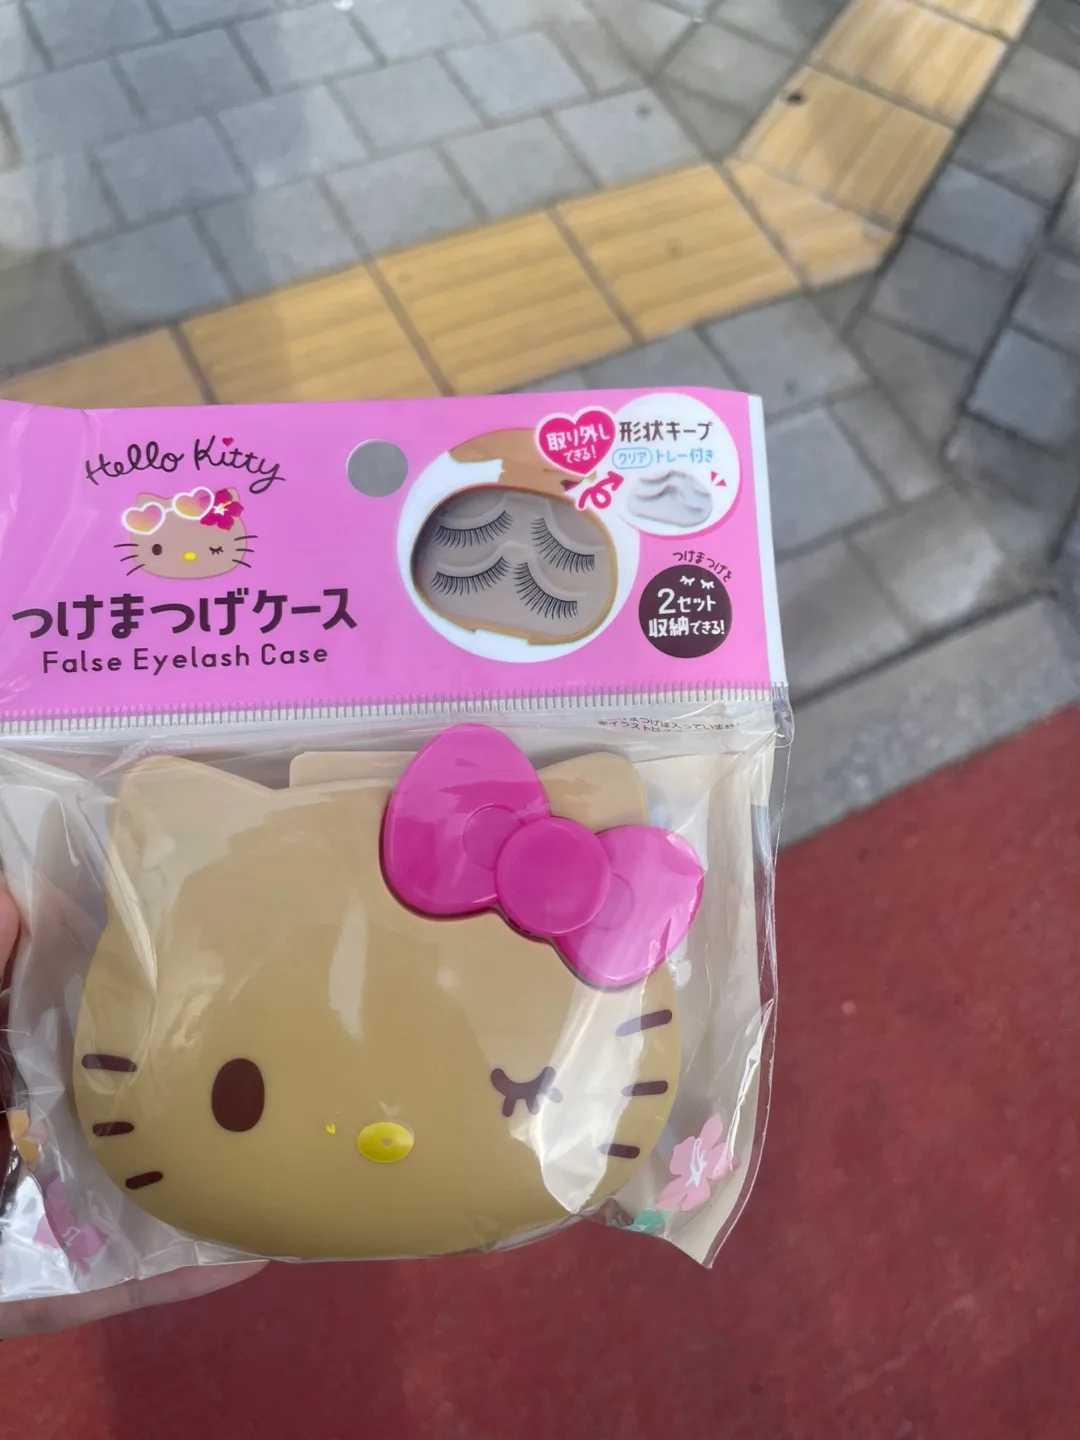 Hello Kitty
つけまつげケース
False Eyelash Case
取り外し
できる!
形状キープ
クリア トレー付き
つけまつげを
2セット
収納できる!